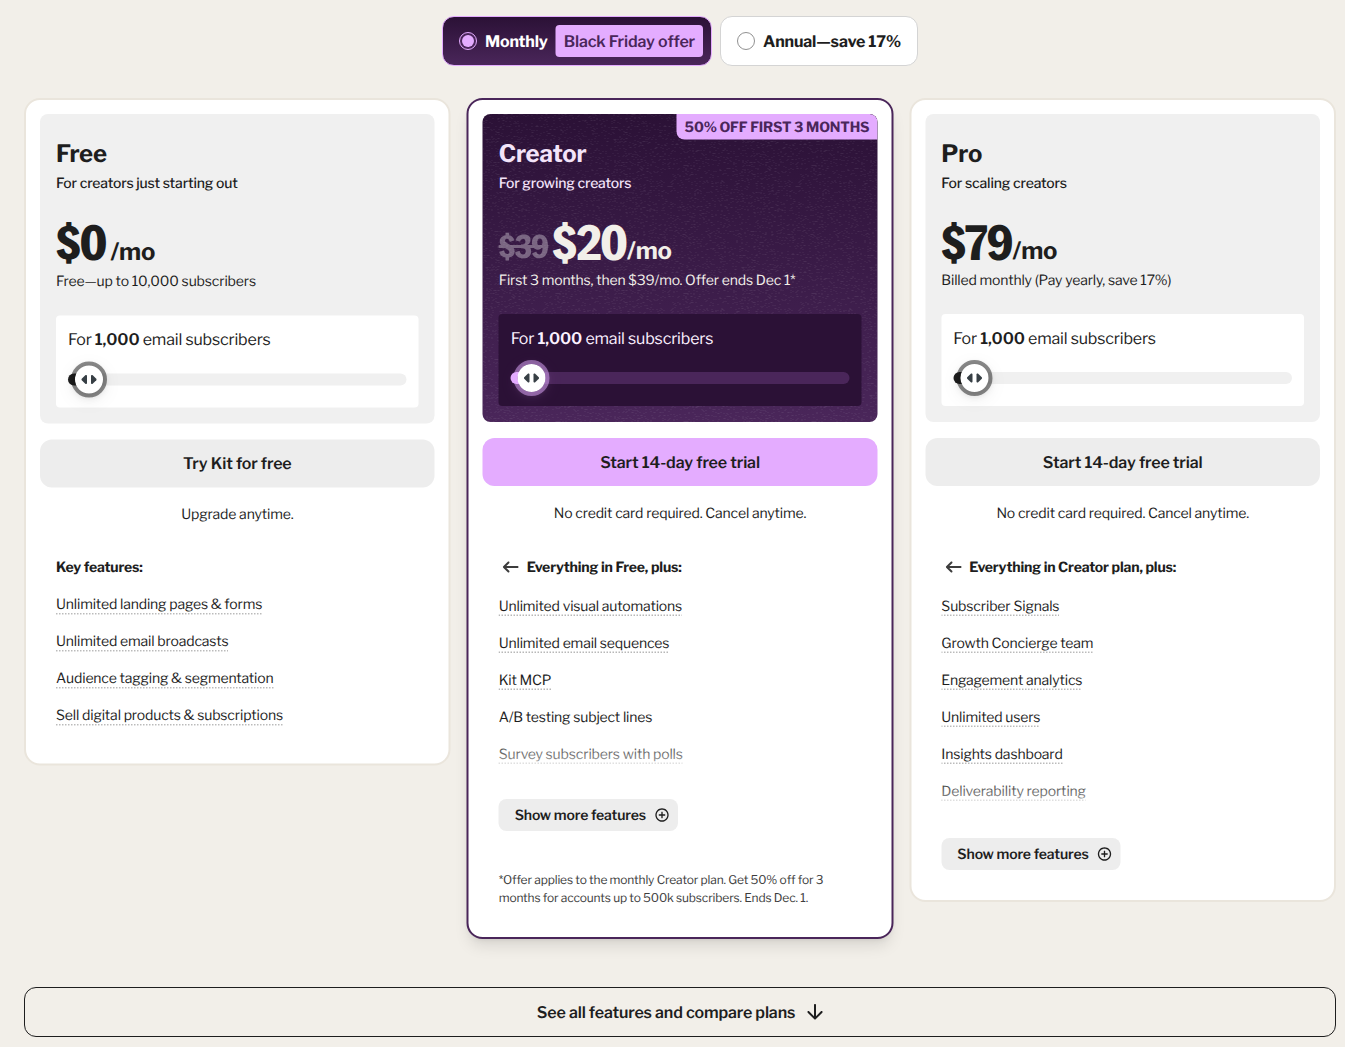 Monthly Black Friday offer
Annual—save 17%
Free
For creators just starting out
$0 /mo
Free—up to 10,000 subscribers
For 1,000 email subscribers
Try Kit for free
Upgrade anytime.
Key features:
Unlimited landing pages & forms
Unlimited email broadcasts
Audience tagging & segmentation
Sell digital products & subscriptions
50% OFF FIRST 3 MONTHS
Creator
For growing creators
$39 $20/mo
First 3 months, then $39/mo. Offer ends Dec 1*
For 1,000 email subscribers
Start 14-day free trial
No credit card required. Cancel anytime.
Everything in Free, plus:
Unlimited visual automations
Unlimited email sequences
Kit MCP
A/B testing subject lines
Survey subscribers with polls
Show more features
*Offer applies to the monthly Creator plan. Get 50% off for 3
months for accounts up to 500k subscribers. Ends Dec. 1.
Pro
For scaling creators
$79/mo
Billed monthly (Pay yearly, save 17%)
For 1,000 email subscribers
Start 14-day free trial
No credit card required. Cancel anytime.
Everything in Creator plan, plus:
Subscriber Signals
Growth Concierge team
Engagement analytics
Unlimited users
Insights dashboard
Deliverability reporting
Show more features
See all features and compare plans